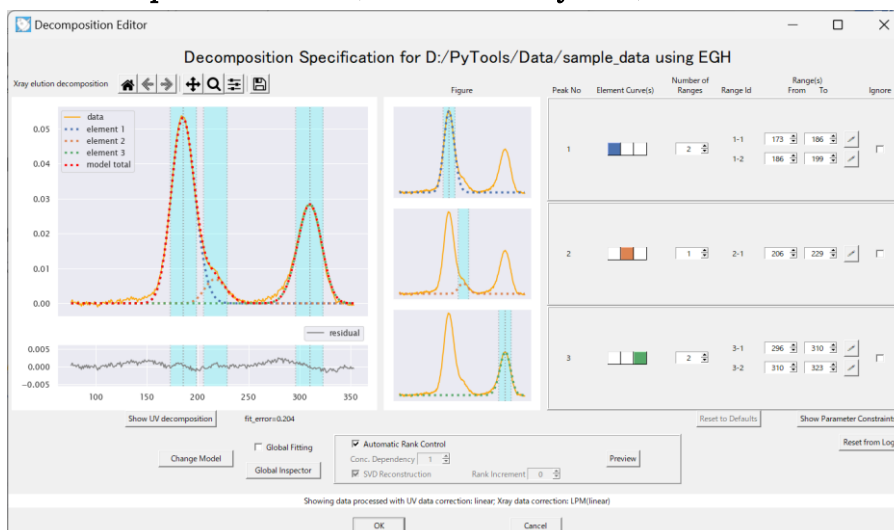 Decomposition Editor
Decomposition Specification for D:/PyTools/Data/sample_data using EGH
Xray elution decomposition
Figure
Peak No Element Curve(s) Number of Ranges Range Id Range(s) From To Ignore
data
element 1
element 2
element 3
model total
0.05
0.04
0.03
0.02
0.01
0.00
residual
0.005
0.000
−0.005
100 150 200 250 300 350
1 2 1-1 173 186
1-2 186 199
2 1 2-1 206 229
3 2 3-1 296 310
3-2 310 323
Show UV decomposition fit_error=0.204 Reset to Defaults Show Parameter Constraints
Reset from Log
Change Model Global Fitting
Global Inspector
Automatic Rank Control
Conc. Dependency 1
SVD Reconstruction Rank Increment 0
Preview
Showing data processed with UV data correction: linear; Xray data correction: LPM(linear)
OK Cancel